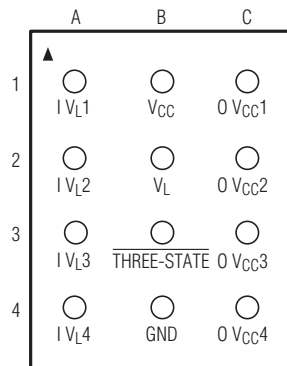 A B C
1
I VL1 VCC O VCC1
2
I VL2 VL O VCC2
3
I VL3 THREE-STATE O VCC3
4
I VL4 GND O VCC4